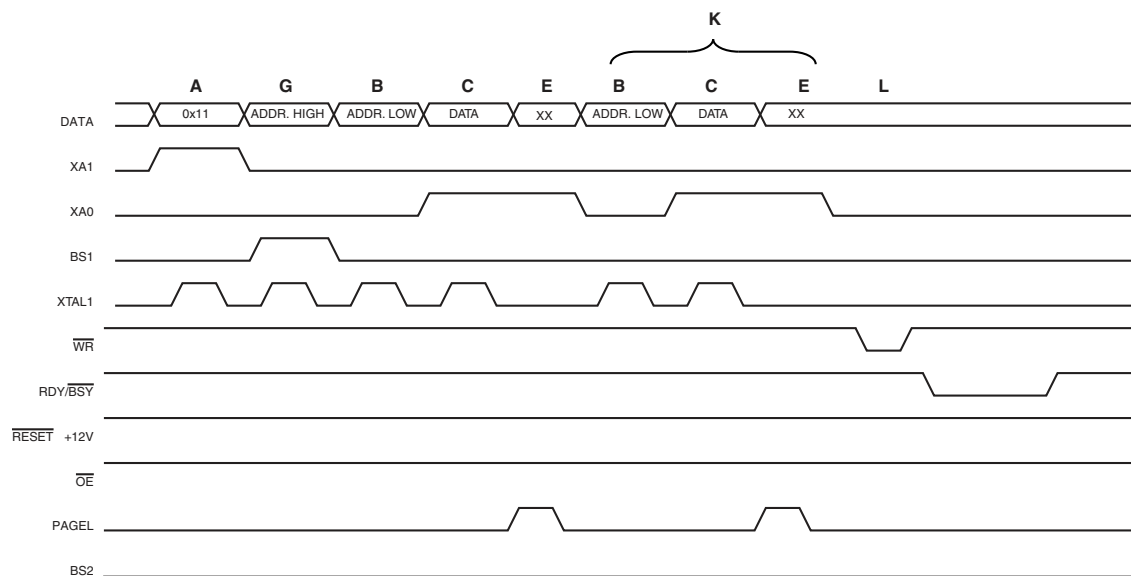 K
A G B C E B C E L
DATA 0x11 ADDR. HIGH ADDR. LOW DATA XX ADDR. LOW DATA XX
XA1
XA0
BS1
XTAL1
WR
RDY/BSY
RESET +12V
OE
PAGEL
BS2